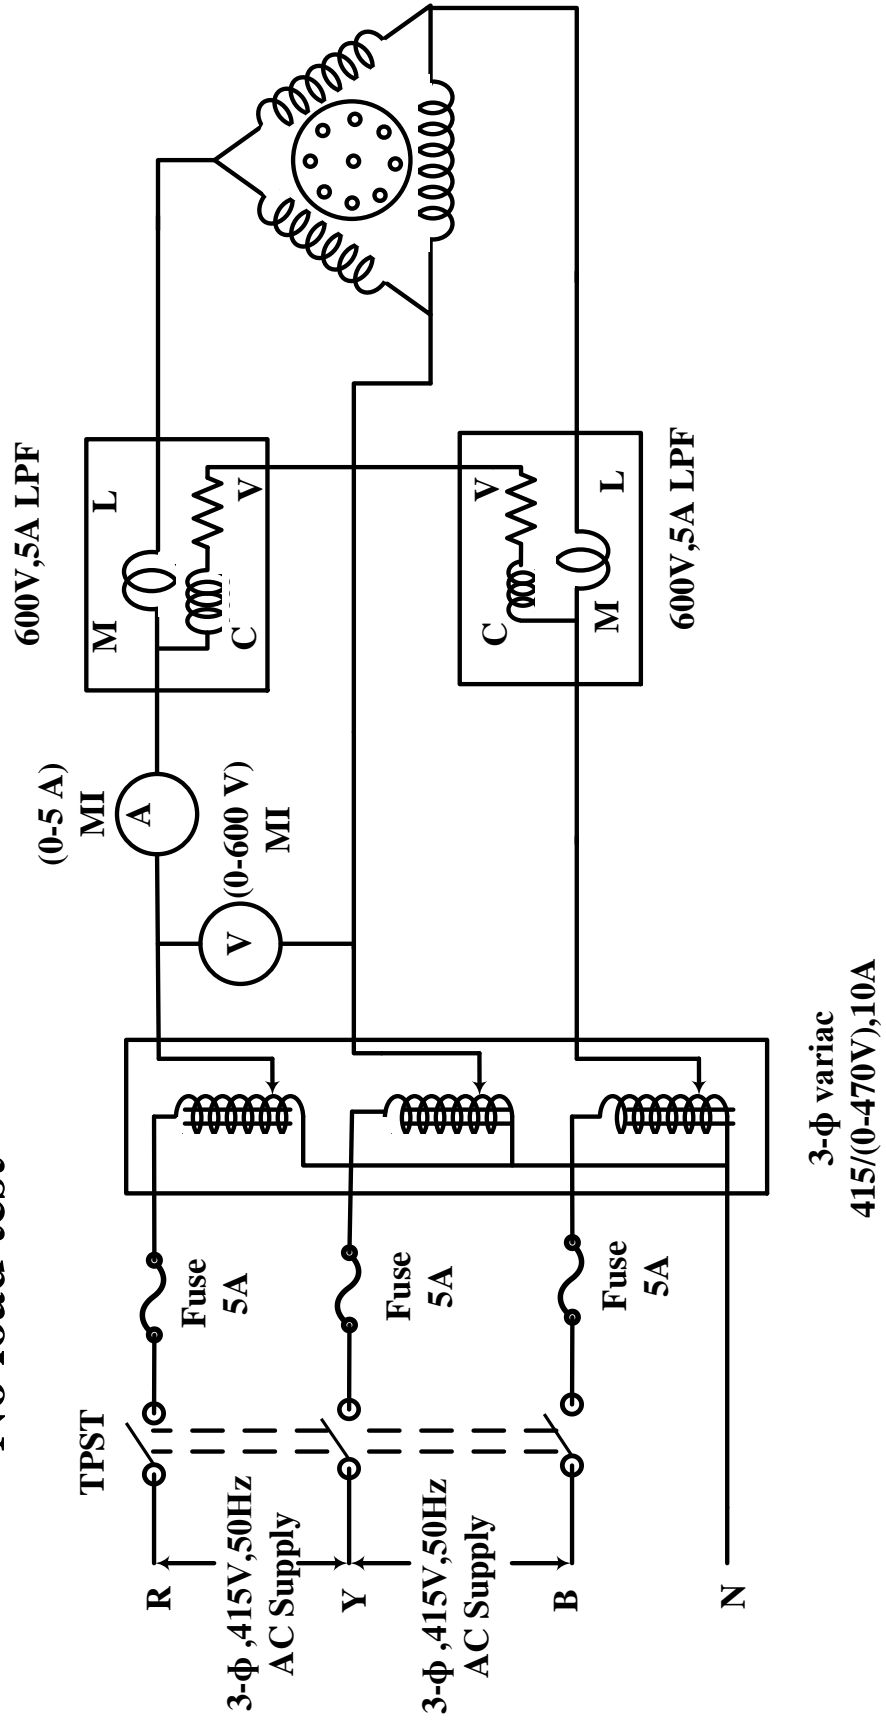 No load test
TPST
R
3-ф ,415V,50Hz
AC Supply
Y
3-ф ,415V,50Hz
AC Supply
B
N
Fuse
5A
Fuse
5A
Fuse
5A
3-ф variac
415/(0-470V),10A
(0-5 A)
MI
A
V
(0-600 V)
MI
600V,5A LPF
M
L
C
V
C
V
M
L
600V,5A LPF